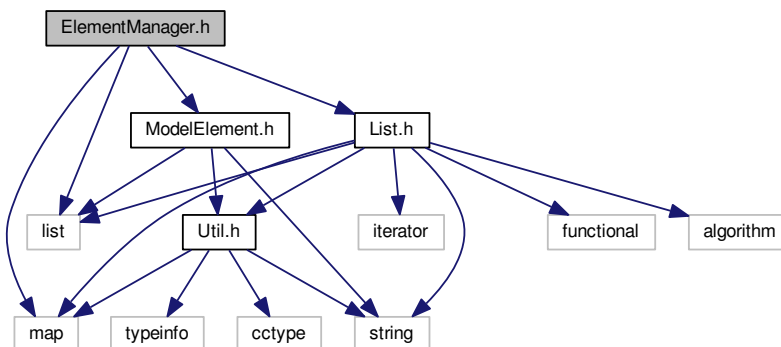 ElementManager.h
ModelElement.h
List.h
list
Util.h
iterator
functional
algorithm
map
typeinfo
cctype
string